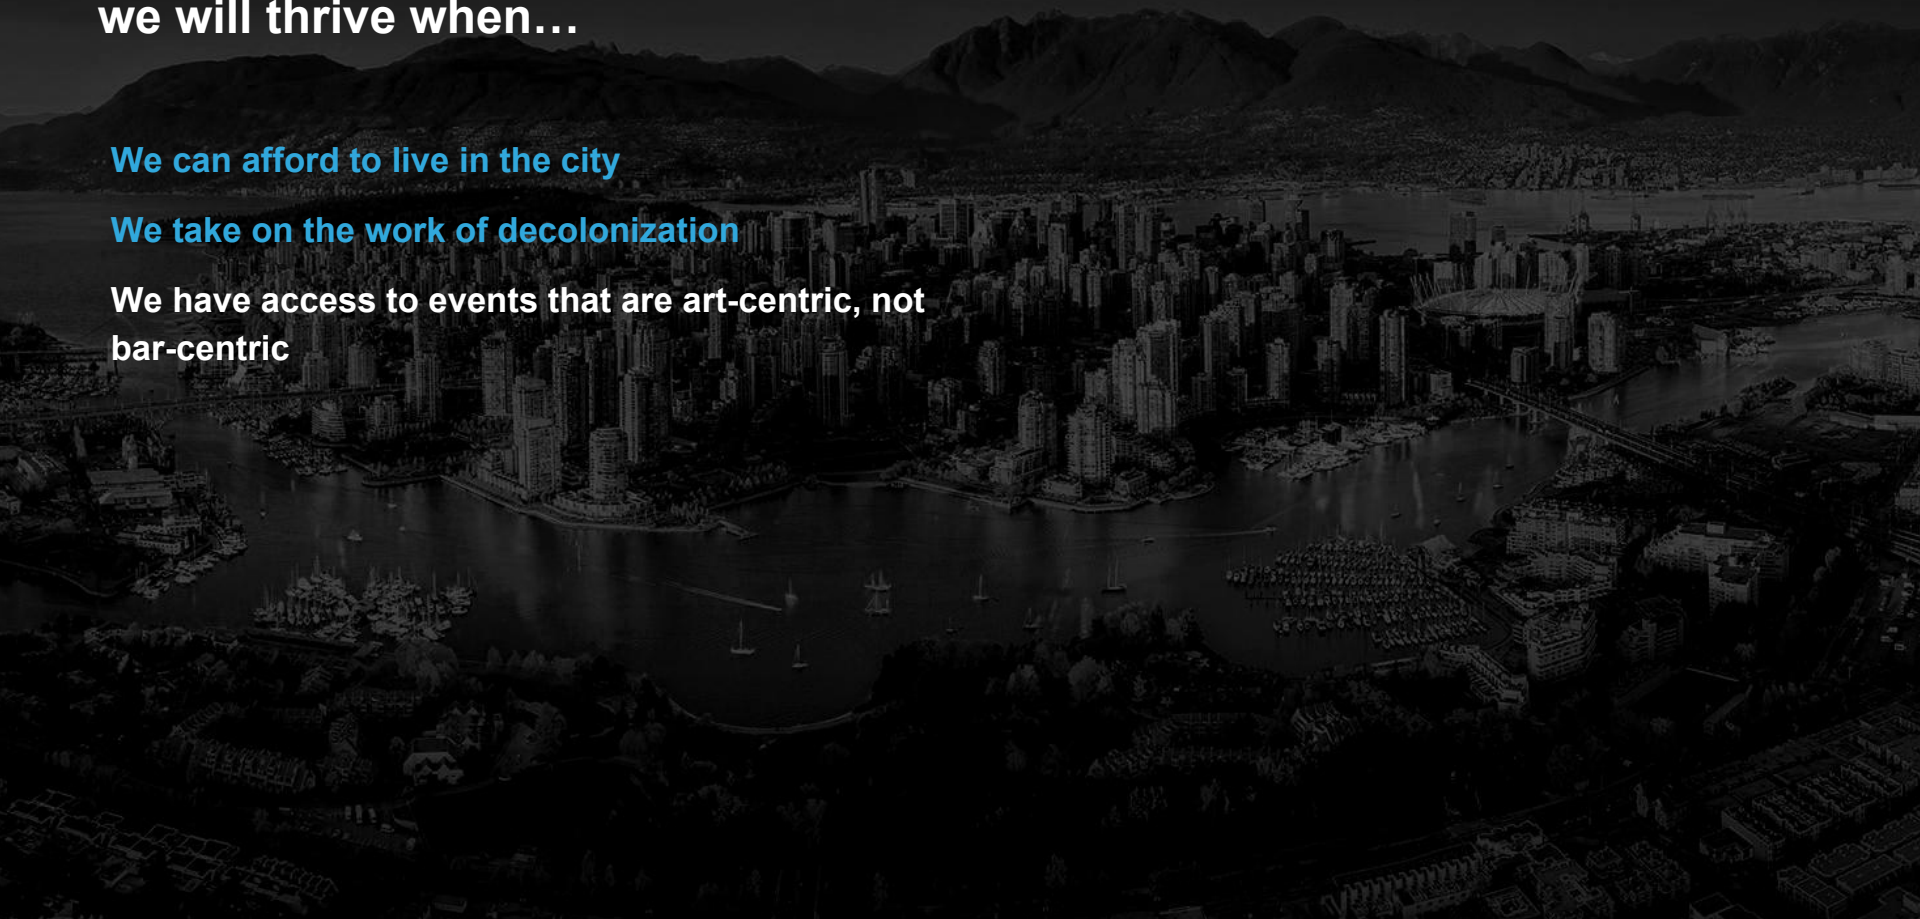 we will thrive when…
We can afford to live in the city
We take on the work of decolonization
We have access to events that are art-centric, not
bar-centric